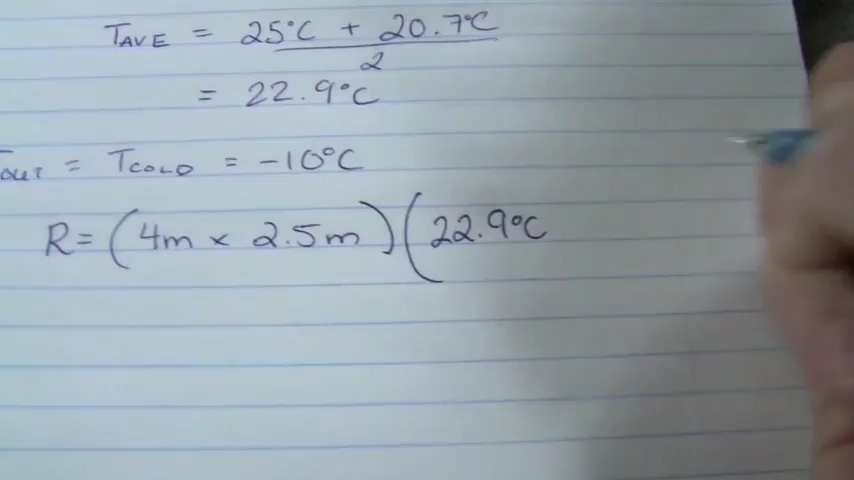 TAVE = 25°C + 20.7°C
2
= 22.9°C
= TCOLD = -10°C
R = (4m × 2.5m)(22.9°C